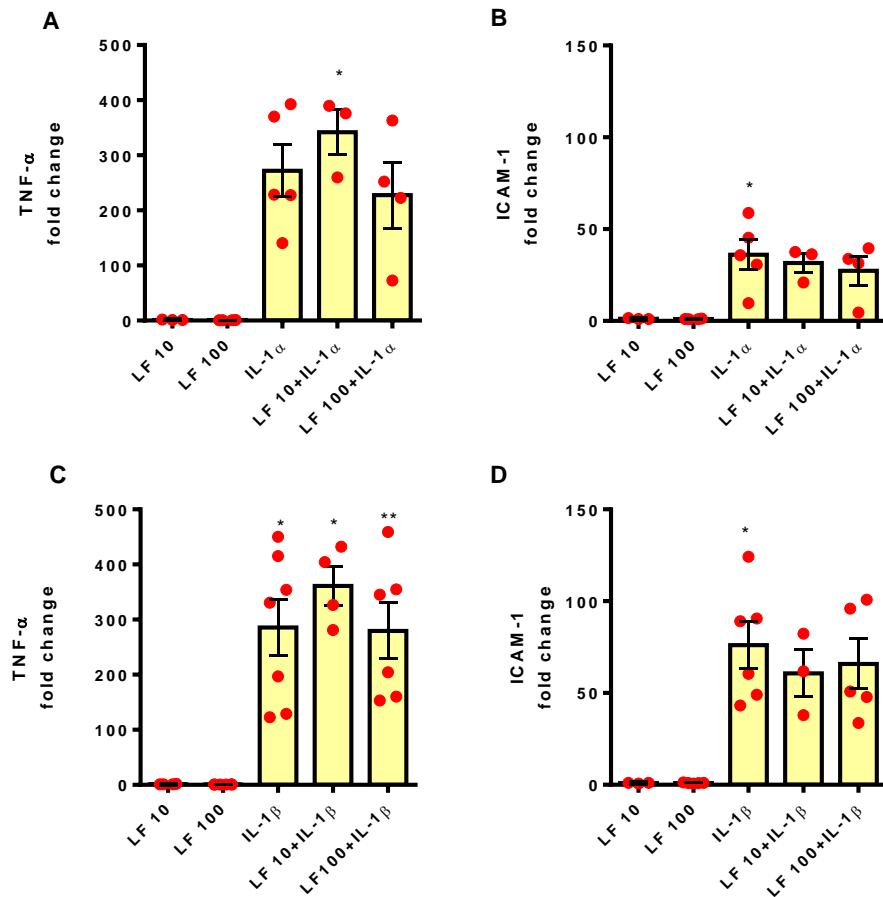 A
TNF-α
fold change
500
400
300
200
100
0
*
LF 10
LF 100
IL-1α
LF 10+IL-1α
LF 100+IL-1α
B
ICAM-1
fold change
150
100
50
0
*
LF 10
LF 100
IL-1α
LF 10+IL-1α
LF 100+IL-1α
C
TNF-α
fold change
500
400
300
200
100
0
*
*
**
LF 10
LF 100
IL-1β
LF 10+IL-1β
LF100+IL-1β
D
ICAM-1
fold change
150
100
50
0
*
LF 10
LF 100
IL-1β
LF 10+IL-1β
LF 100+IL-1β